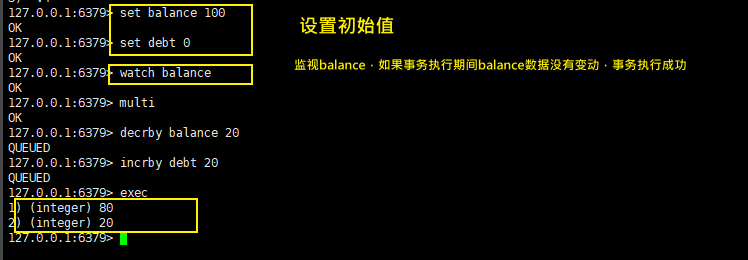 127.0.0.1:6379> set balance 100
设置初始值
OK
127.0.0.1:6379> set debt 0
OK
监视balance，如果事务执行期间balance数据没有变动，事务执行成功
127.0.0.1:6379> watch balance
OK
127.0.0.1:6379> multi
OK
127.0.0.1:6379> decrby balance 20
QUEUED
127.0.0.1:6379> incrby debt 20
QUEUED
127.0.0.1:6379> exec
1) (integer) 80
2) (integer) 20
127.0.0.1:6379>